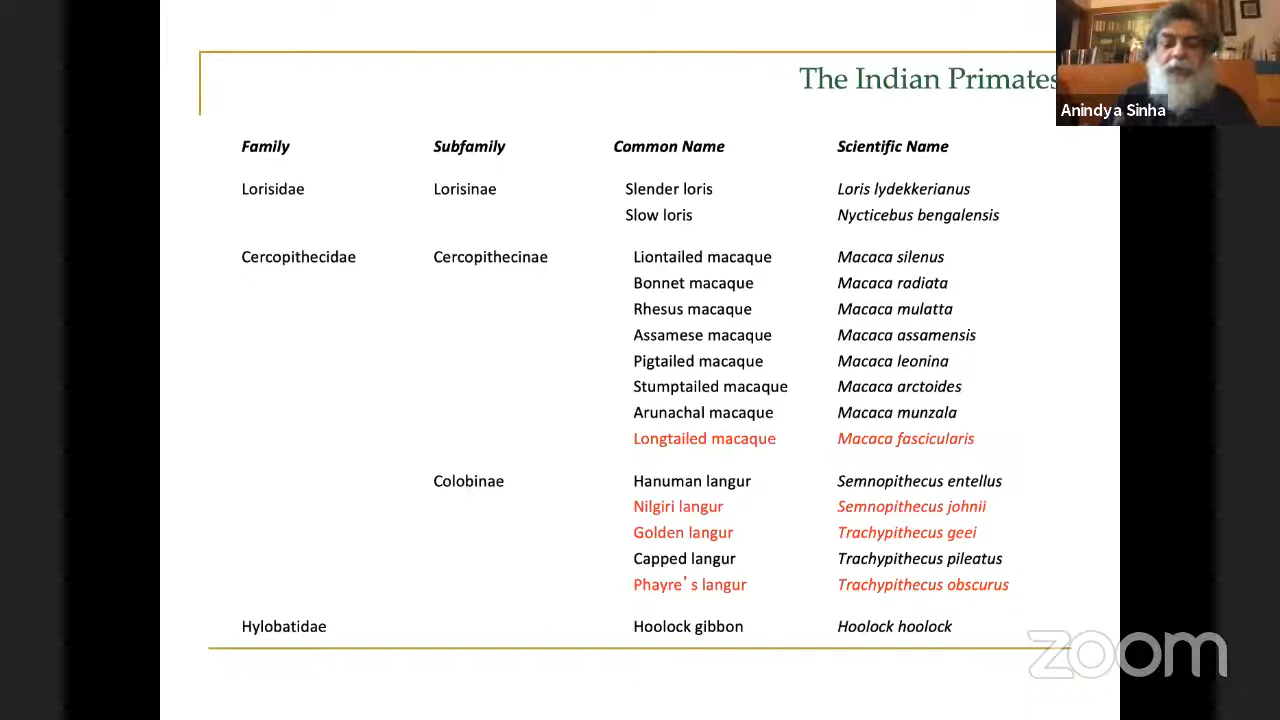 The Indian Primates
Anindya Sinha
Family Subfamily Common Name Scientific Name
Lorisidae Lorisinae Slender loris Loris lydekkerianus
Slow loris Nycticebus bengalensis
Cercopithecidae Cercopithecinae Liontailed macaque Macaca silenus
Bonnet macaque Macaca radiata
Rhesus macaque Macaca mulatta
Assamese macaque Macaca assamensis
Pigtailed macaque Macaca leonina
Stumptailed macaque Macaca arctoides
Arunachal macaque Macaca munzala
Longtailed macaque Macaca fascicularis
Colobinae Hanuman langur Semnopithecus entellus
Nilgiri langur Semnopithecus johnii
Golden langur Trachypithecus geei
Capped langur Trachypithecus pileatus
Phayre’s langur Trachypithecus obscurus
Hylobatidae Hoolock gibbon Hoolock hoolock
zoom